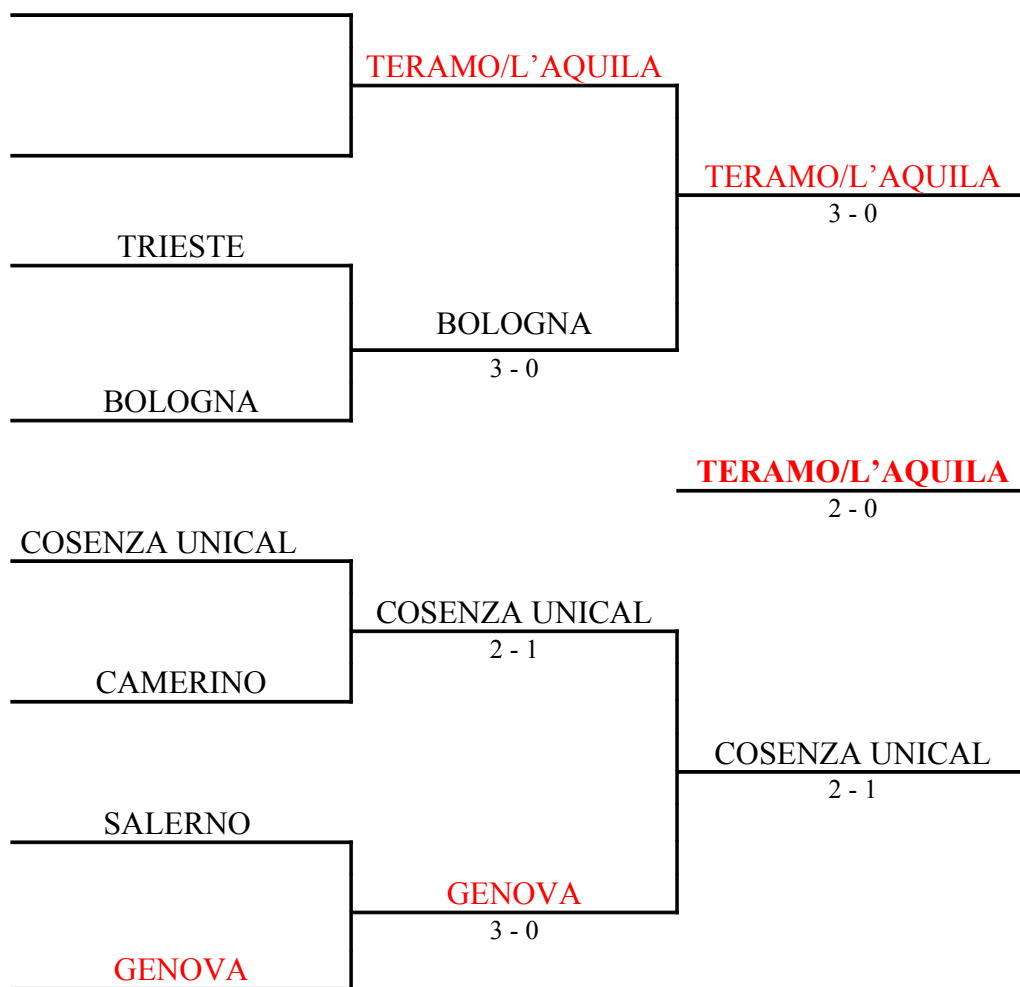 TERAMO/L’AQUILA
TERAMO/L’AQUILA
3 - 0
TRIESTE
BOLOGNA
3 - 0
BOLOGNA
TERAMO/L’AQUILA
2 - 0
COSENZA UNICAL
COSENZA UNICAL
2 - 1
CAMERINO
COSENZA UNICAL
2 - 1
SALERNO
GENOVA
3 - 0
GENOVA